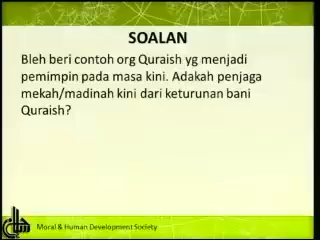 SOALAN
Bleh beri contoh org Quraish yg menjadi
pemimpin pada masa kini. Adakah penjaga
mekah/madinah kini dari keturunan bani
Quraish?
Moral & Human Development Society